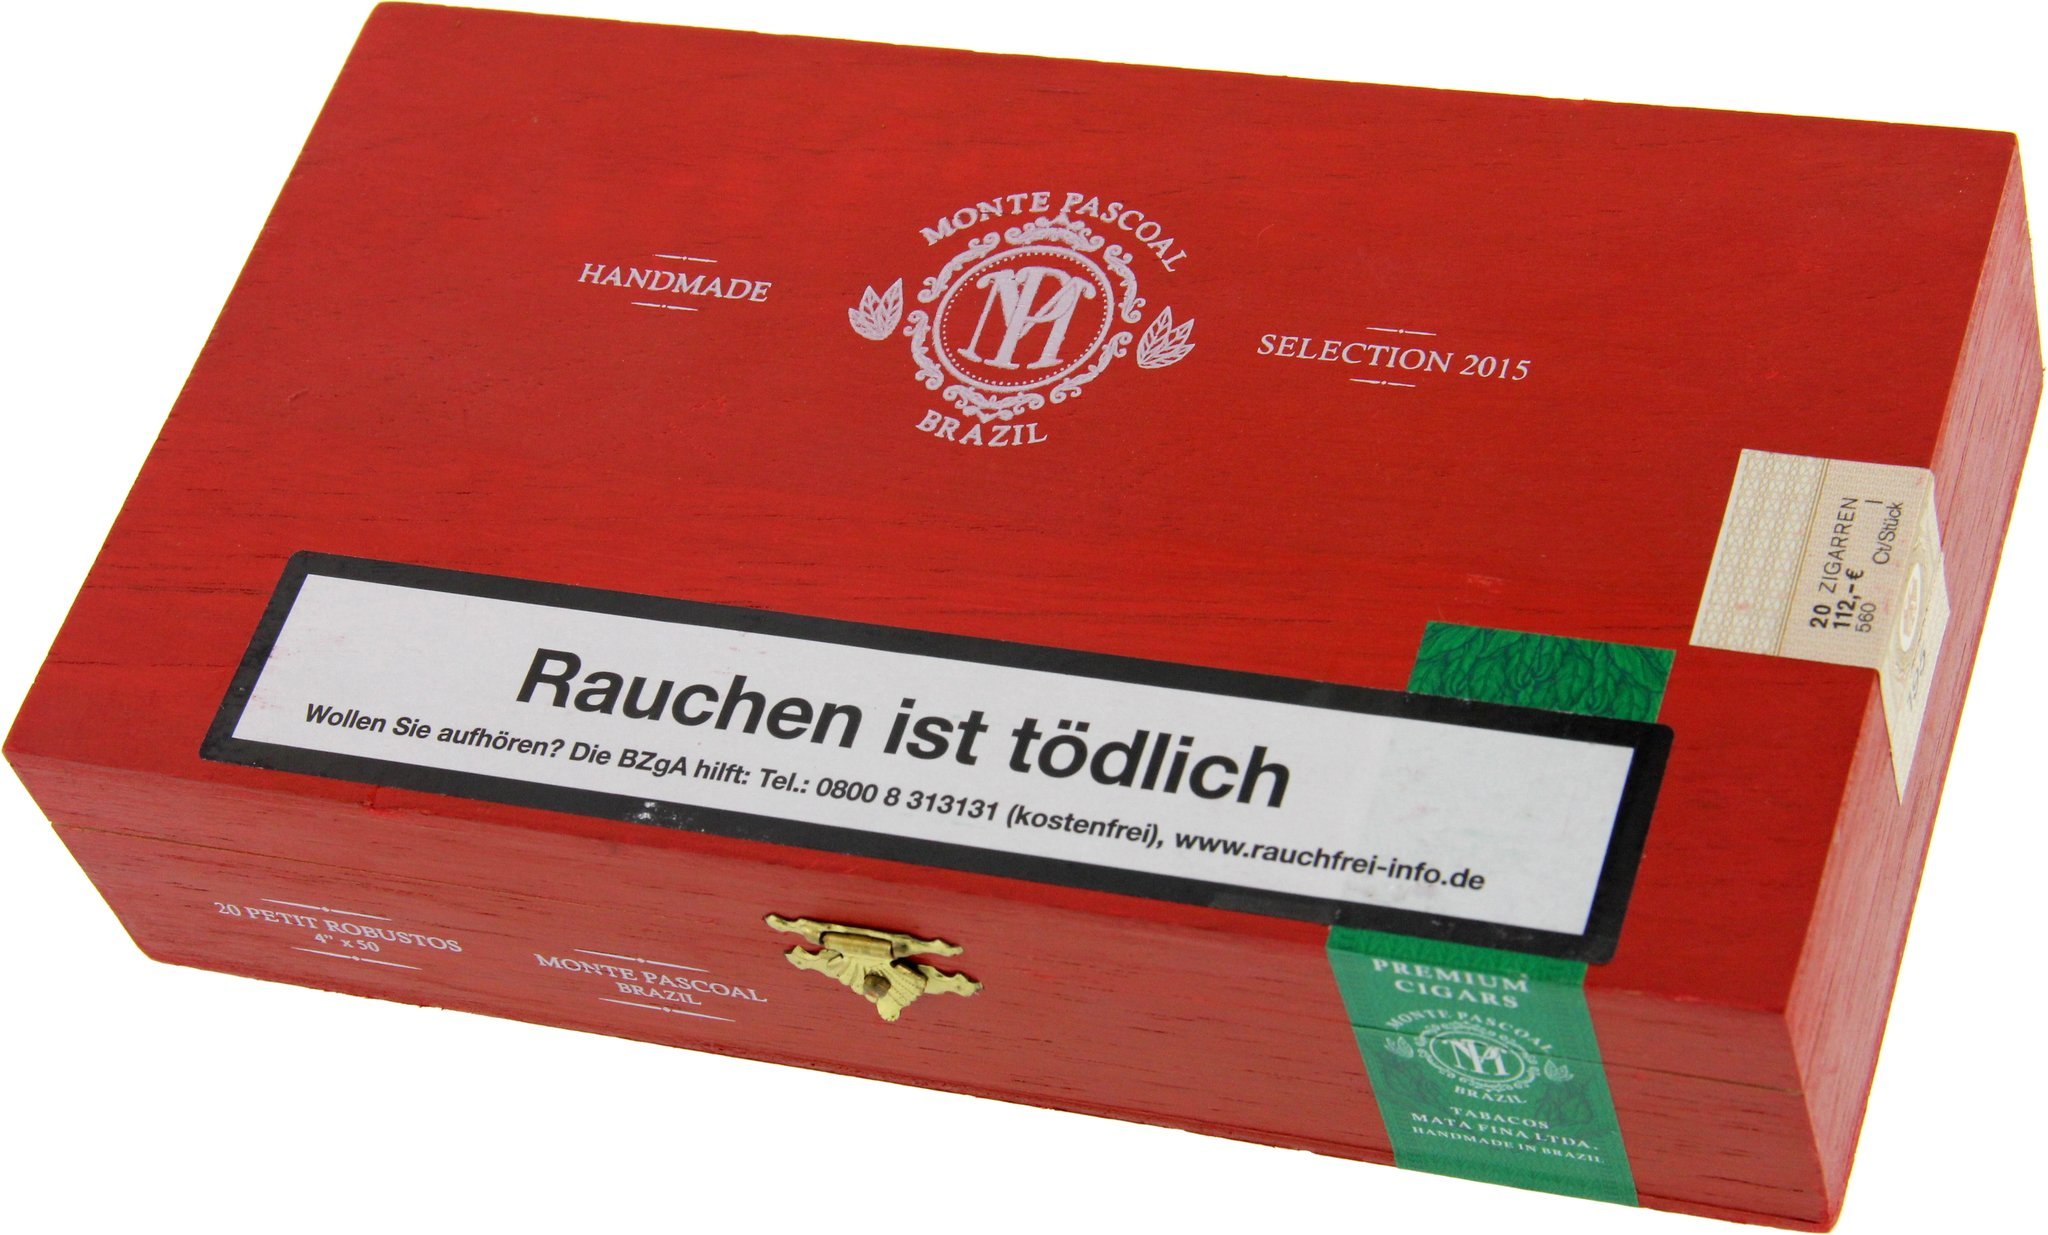 MONTE PASCOAL
HANDMADE
SELECTION 2015
BRAZIL
20 ZIGARREN
112,-€
560 Ct/Stück
Rauchen ist tödlich
Wollen Sie aufhören? Die BZgA hilft: Tel.: 0800 8 313131 (kostenfrei), www.rauchfrei-info.de
20 PETIT ROBUSTOS
4" x 50
MONTE PASCOAL
BRAZIL
PREMIUM
CIGARS
MONTE PASCOAL
BRAZIL
TABACOS
MATA FINA LTDA.
HANDMADE IN BRAZIL